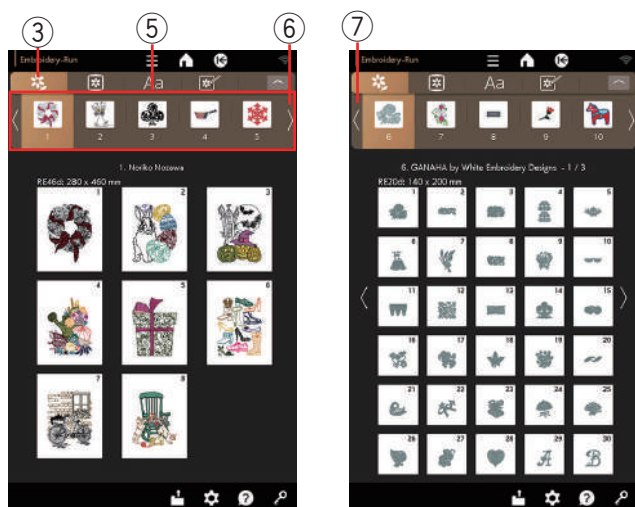 ③ ⑤ ⑥
Embroidery-Run
Aa
1 2 3 4 5
1. Noriko Nozawa
RE46d: 280 x 460 mm
1 2 3
4 5 6
7 8
⑦
Embroidery-Run
Aa
6 7 8 9 10
6. GANAHA by White Embroidery Designs - 1 / 3
RE20d: 140 x 200 mm
1 2 3 4 5
6 7 8 9 10
11 12 13 14 15
16 17 18 19 20
21 22 23 24 25
26 27 28 29 30
A B